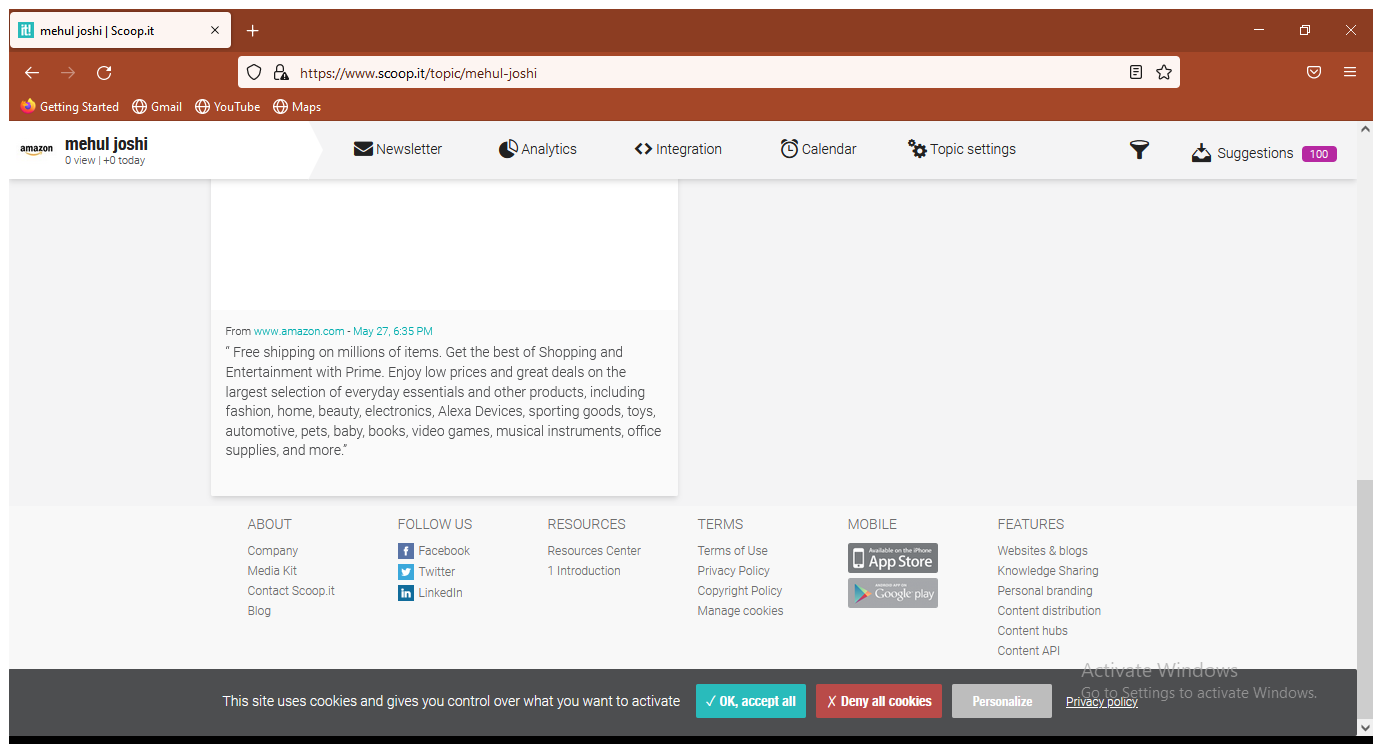 it! mehul joshi | Scoop.it
https://www.scoop.it/topic/mehul-joshi
Getting Started Gmail YouTube Maps
amazon mehul joshi
0 view | +0 today
Newsletter Analytics Integration Calendar Topic settings Suggestions 100
From www.amazon.com - May 27, 6:35 PM
“ Free shipping on millions of items. Get the best of Shopping and
Entertainment with Prime. Enjoy low prices and great deals on the
largest selection of everyday essentials and other products, including
fashion, home, beauty, electronics, Alexa Devices, sporting goods, toys,
automotive, pets, baby, books, video games, musical instruments, office
supplies, and more.”
ABOUT
Company
Media Kit
Contact Scoop.it
Blog
FOLLOW US
Facebook
Twitter
LinkedIn
RESOURCES
Resources Center
1 Introduction
TERMS
Terms of Use
Privacy Policy
Copyright Policy
Manage cookies
MOBILE
Available on the iPhone
App Store
ANDROID APP ON
Google play
FEATURES
Websites & blogs
Knowledge Sharing
Personal branding
Content distribution
Content hubs
Content API
Activate Windows
Go to Settings to activate Windows.
This site uses cookies and gives you control over what you want to activate ✓ OK, accept all ✗ Deny all cookies Personalize Privacy policy